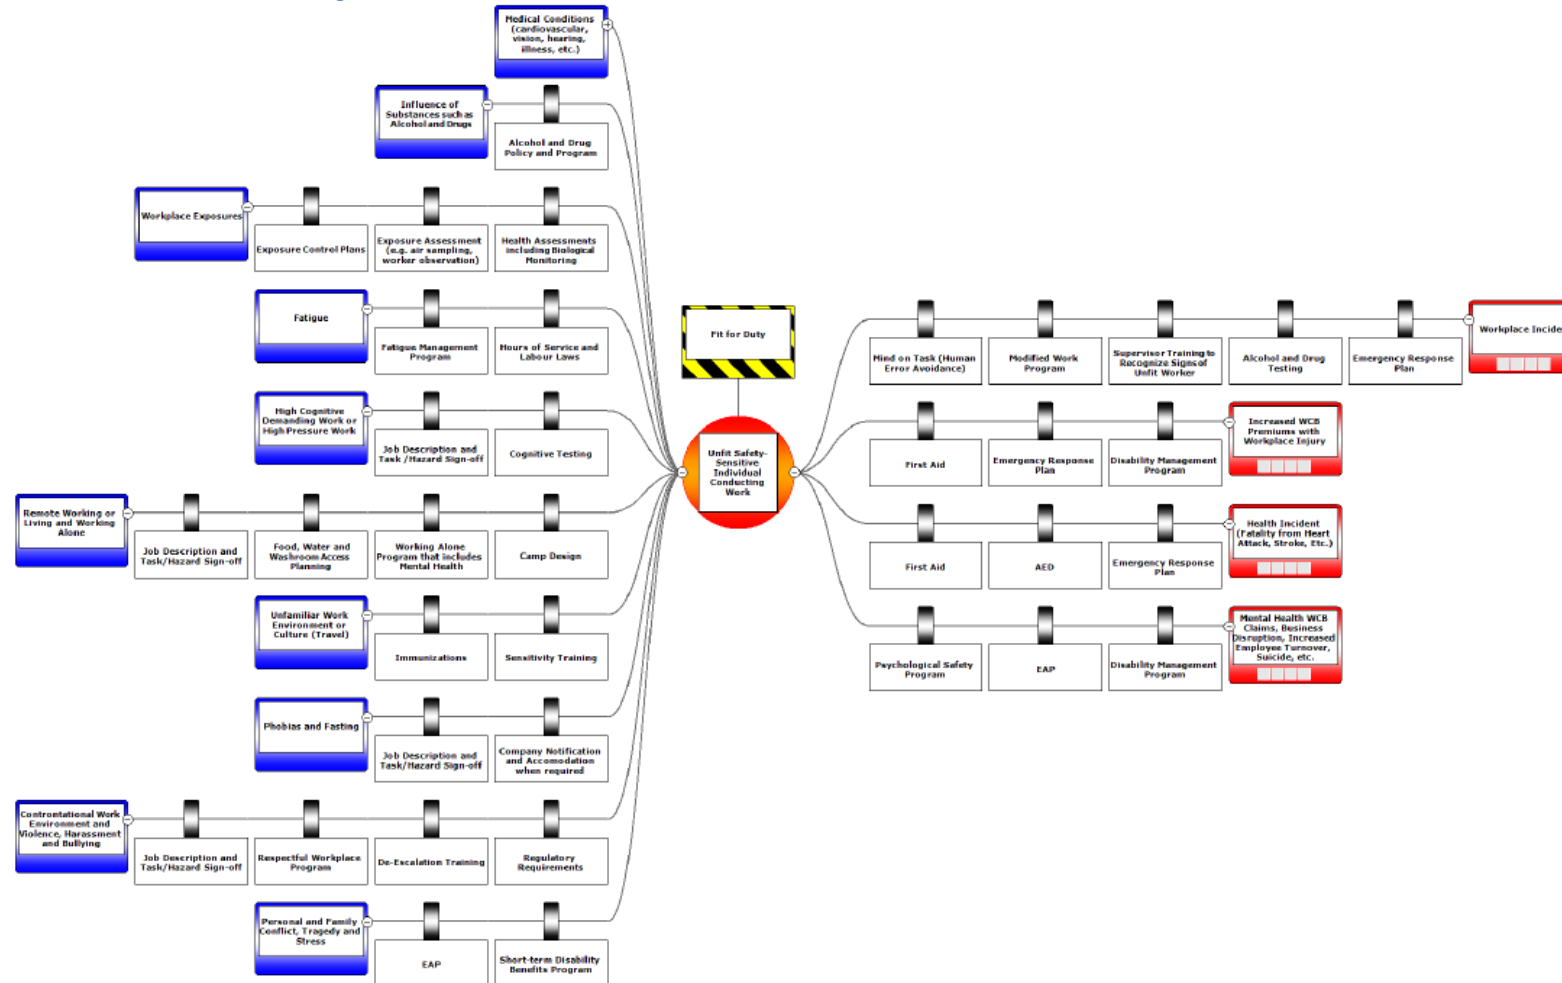 Medical Conditions
(cardiovascular,
vision, hearing,
illness, etc.)
Influence of
Substances such as
Alcohol and Drugs
Alcohol and Drug
Policy and Program
Workplace Exposures
Exposure Control Plans
Exposure Assessment
(e.g. air sampling,
worker observation)
Health Assessments
including Biological
Monitoring
Fatigue
Fatigue Management
Program
Hours of Service and
Labour Laws
High Cognitive
Demanding Work or
High Pressure Work
Job Description and
Task /Hazard Sign-off
Cognitive Testing
Remote Working or
Living and Working
Alone
Job Description and
Task/Hazard Sign-off
Food, Water and
Washroom Access
Planning
Working Alone
Program that includes
Mental Health
Camp Design
Unfamiliar Work
Environment or
Culture (Travel)
Immunizations
Sensitivity Training
Phobias and Fasting
Job Description and
Task/Hazard Sign-off
Company Notification
and Accomodation
when required
Confrontational Work
Environment and
Violence, Harassment
and Bullying
Job Description and
Task/Hazard Sign-off
Respectful Workplace
Program
De-Escalation Training
Regulatory
Requirements
Personal and Family
Conflict, Tragedy and
Stress
EAP
Short-term Disability
Benefits Program
Fit for Duty
Unfit Safety-
Sensitive
Individual
Conducting
Work
Mind on Task (Human
Error Avoidance)
Modified Work
Program
Supervisor Training to
Recognize Signs of
Unfit Worker
Alcohol and Drug
Testing
Emergency Response
Plan
Workplace Incide
First Aid
Emergency Response
Plan
Disability Management
Program
Increased WCB
Premiums with
Workplace Injury
First Aid
AED
Emergency Response
Plan
Health Incident
(Fatality from Heart
Attack, Stroke, Etc.)
Psychological Safety
Program
EAP
Disability Management
Program
Mental Health WCB
Claims, Business
Disruption, Increased
Employee Turnover,
Suicide, etc.